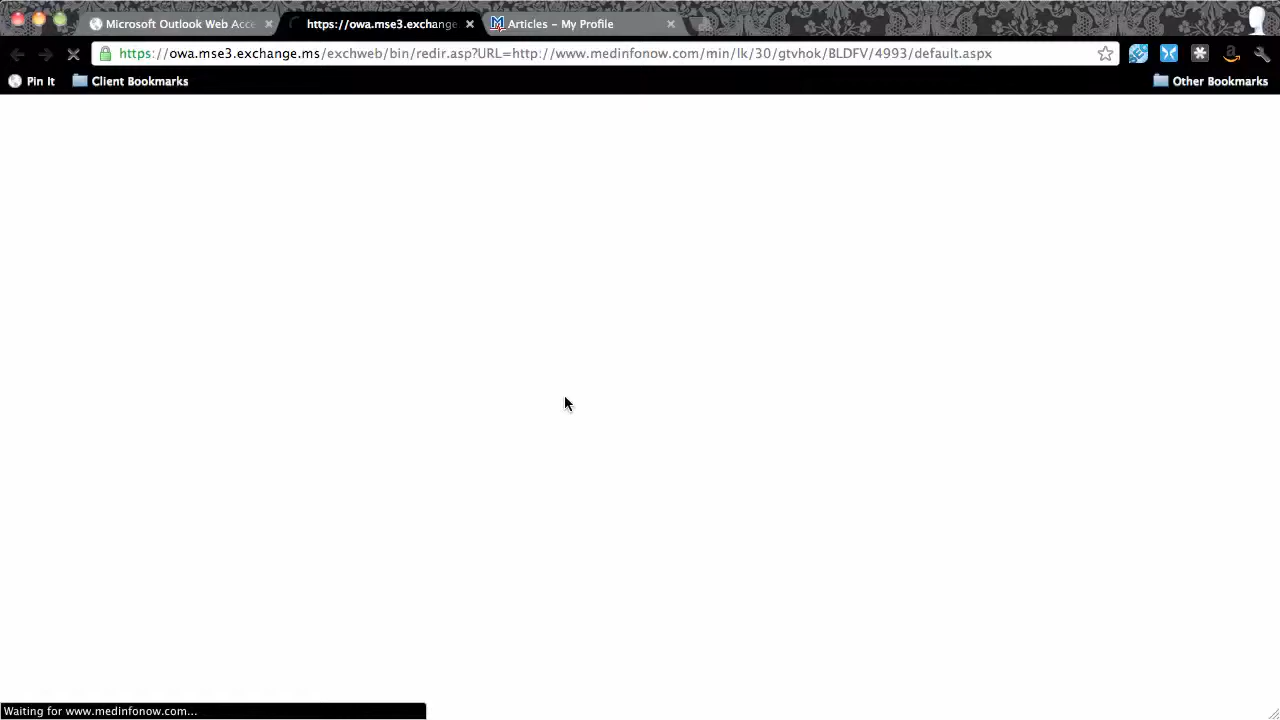 Microsoft Outlook Web Acce
https://owa.mse3.exchange
Articles – My Profile
https://owa.mse3.exchange.ms/exchweb/bin/redir.asp?URL=http://www.medinfonow.com/min/lk/30/gtvhok/BLDFV/4993/default.aspx
Pin It
Client Bookmarks
Other Bookmarks
Waiting for www.medinfonow.com...